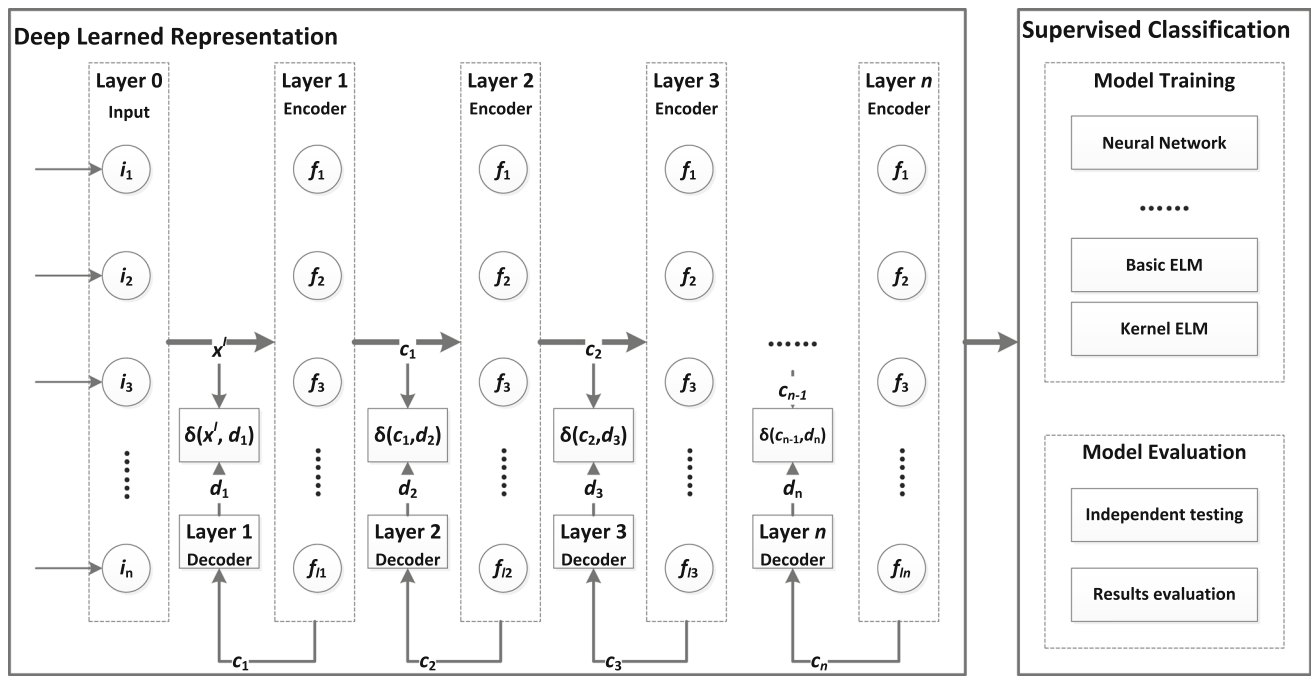 Deep Learned Representation
Layer 0
Input
i₁
i₂
i₃
iₙ
Layer 1
Encoder
f₁
f₂
f₃
fₗ₁
Layer 2
Encoder
f₁
f₂
f₃
fₗ₂
Layer 3
Encoder
f₁
f₂
f₃
fₗ₃
Layer n
Encoder
f₁
f₂
f₃
fₗₙ
xˡ
δ(xˡ, d₁)
d₁
Layer 1
Decoder
c₁
c₁
δ(c₁,d₂)
d₂
Layer 2
Decoder
c₂
c₂
δ(c₂,d₃)
d₃
Layer 3
Decoder
c₃
......
cₙ₋₁
δ(cₙ₋₁,dₙ)
dₙ
Layer n
Decoder
cₙ
Supervised Classification
Model Training
Neural Network
......
Basic ELM
Kernel ELM
Model Evaluation
Independent testing
Results evaluation